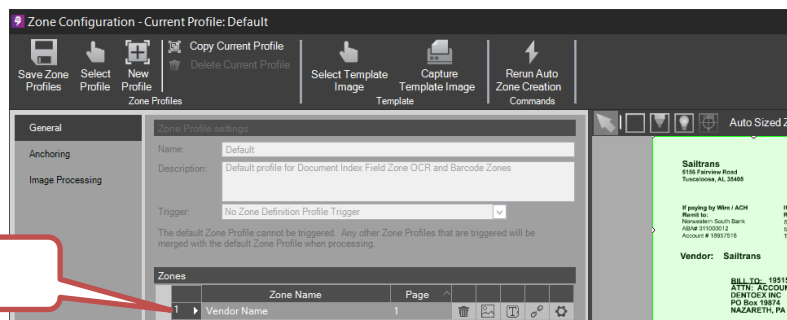 Zone Configuration - Current Profile: Default
Save Zone Profiles
Select Profile
New Profile
Copy Current Profile
Delete Current Profile
Zone Profiles
Select Template Image
Capture Template Image
Template
Rerun Auto Zone Creation
Commands
General
Anchoring
Image Processing
Zone Profile settings
Name: Default
Description: Default profile for Document Index Field Zone OCR and Barcode Zones
Trigger: No Zone Definition Profile Trigger
The default Zone Profile cannot be triggered. Any other Zone Profiles that are triggered will be
merged with the default Zone Profile when processing.
Zones
Zone Name Page
1 Vendor Name 1
Auto Sized Z
Sailtrans
5156 Fairview Road
Tuscaloosa, AL 35405
If paying by Wire / ACH
Remit to:
Norwestern South Bank
ABA# 311003012
Account # 18957516
Vendor: Sailtrans
BILL TO: 1951
ATTN: ACCOU
DENTOEX INC
PO Box 19874
NAZARETH, PA